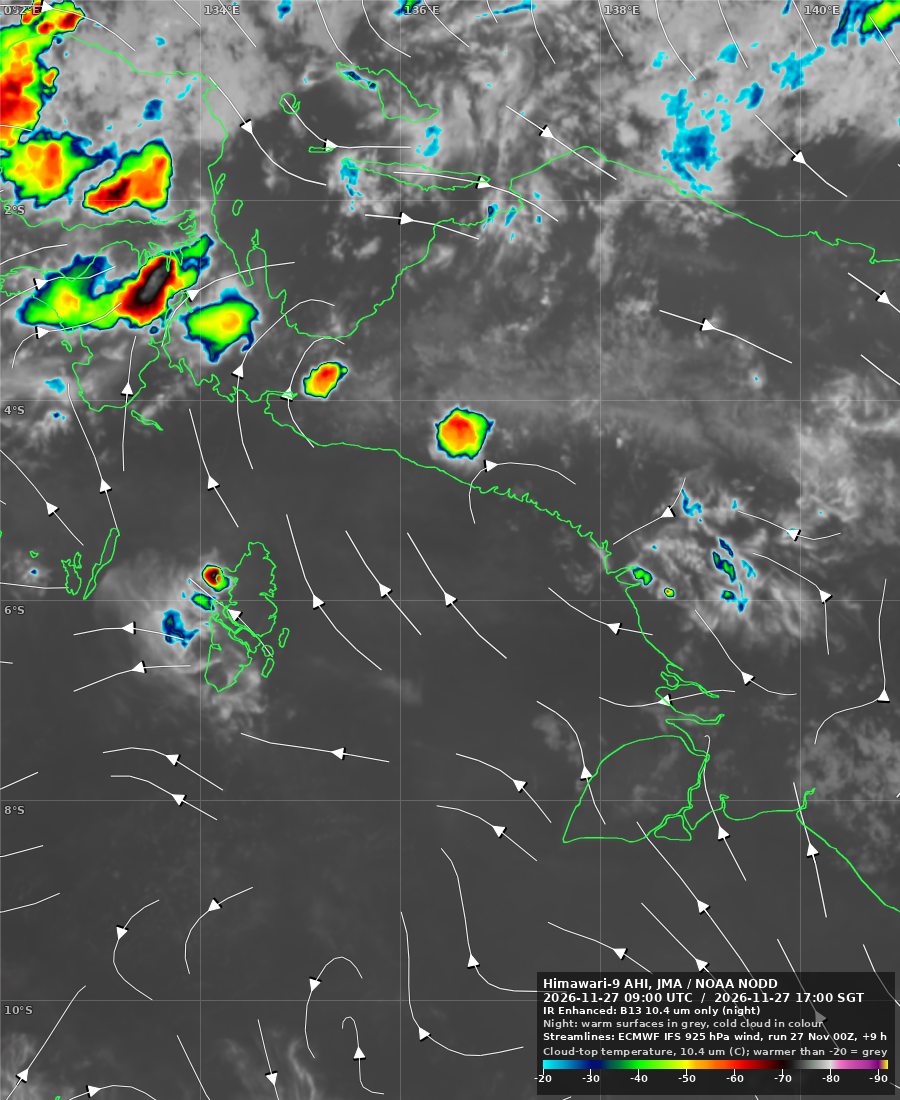 132°E 134°E 136°E 138°E 140°E
2°S
4°S
6°S
8°S
10°S
Himawari-9 AHI, JMA / NOAA NODD
2026-11-27 09:00 UTC / 2026-11-27 17:00 SGT
IR Enhanced: B13 10.4 um only (night)
Night: warm surfaces in grey, cold cloud in colour
Streamlines: ECMWF IFS 925 hPa wind, run 27 Nov 00Z, +9 h
Cloud-top temperature, 10.4 um (C); warmer than -20 = grey
-20 -30 -40 -50 -60 -70 -80 -90